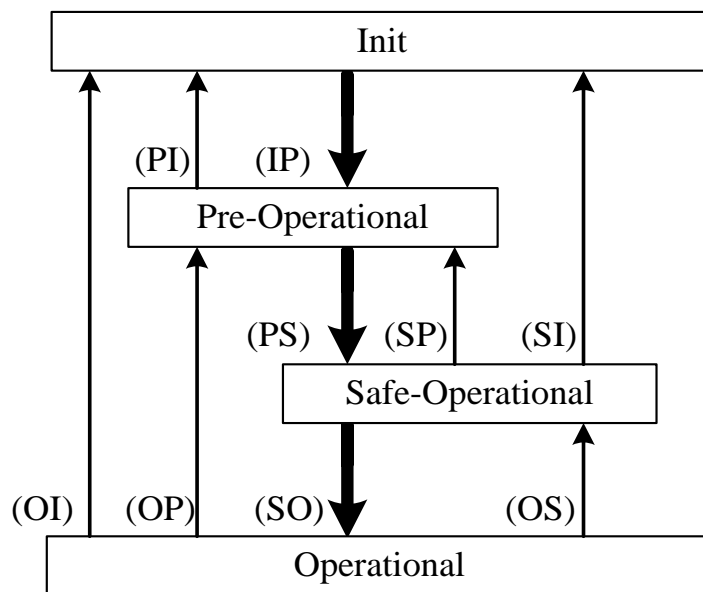 Init
(PI) (IP)
Pre-Operational
(PS) (SP) (SI)
Safe-Operational
(OI) (OP) (SO) (OS)
Operational